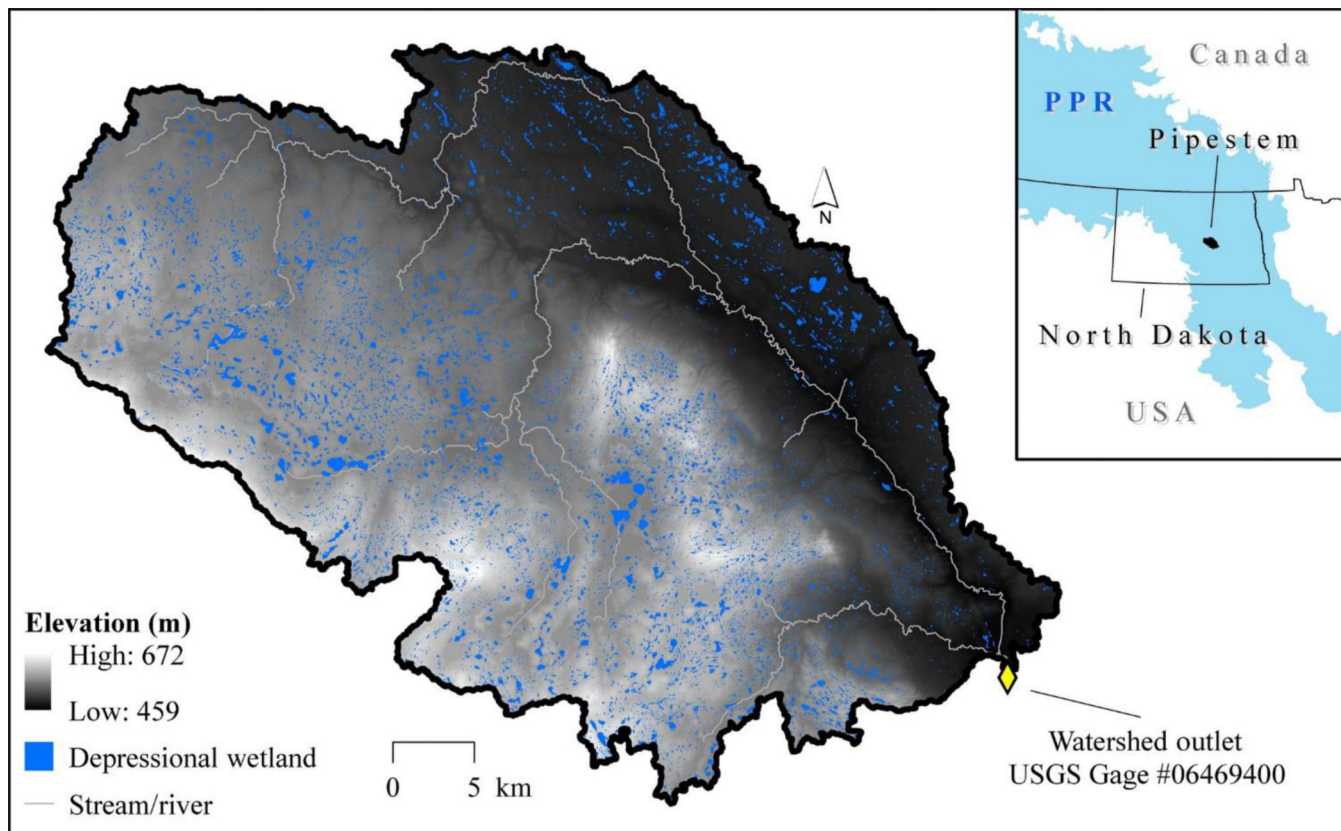 Canada
PPR
Pipestem
North Dakota
USA
N
Elevation (m)
High: 672
Low: 459
Depressional wetland
Stream/river
0 5 km
Watershed outlet
USGS Gage #06469400